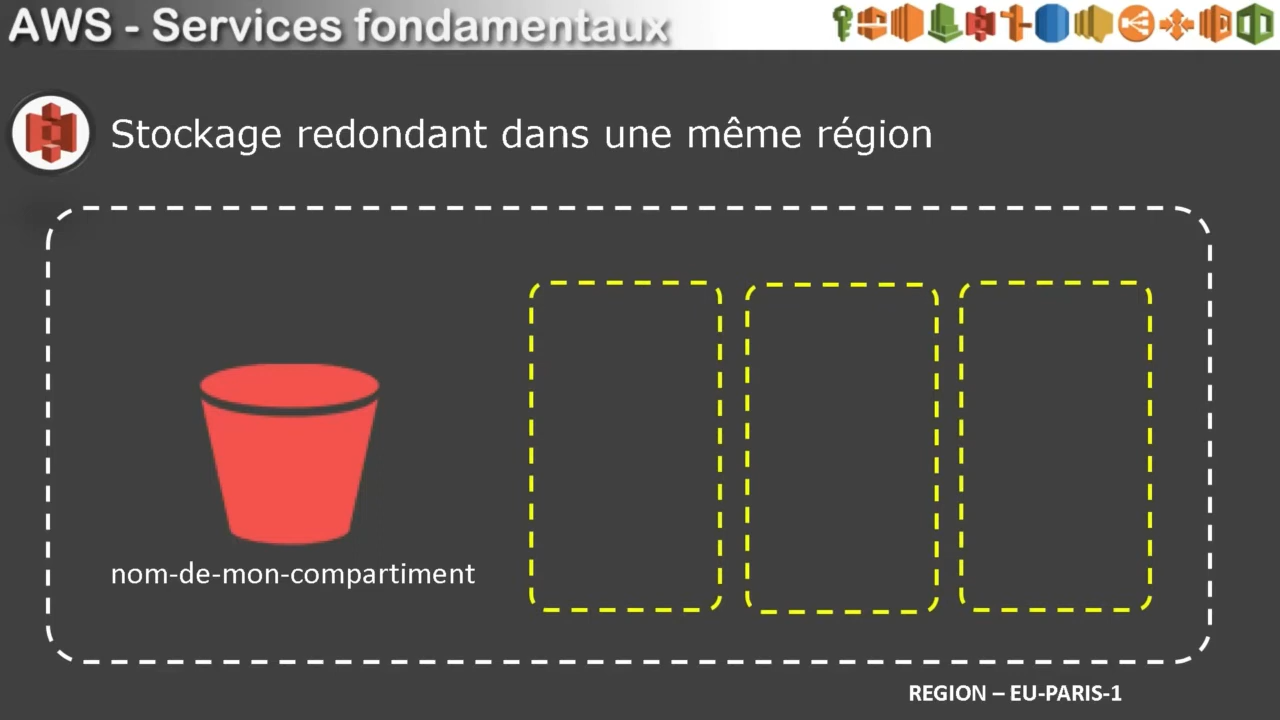 AWS - Services fondamentaux
Stockage redondant dans une même région
nom-de-mon-compartiment
REGION – EU-PARIS-1